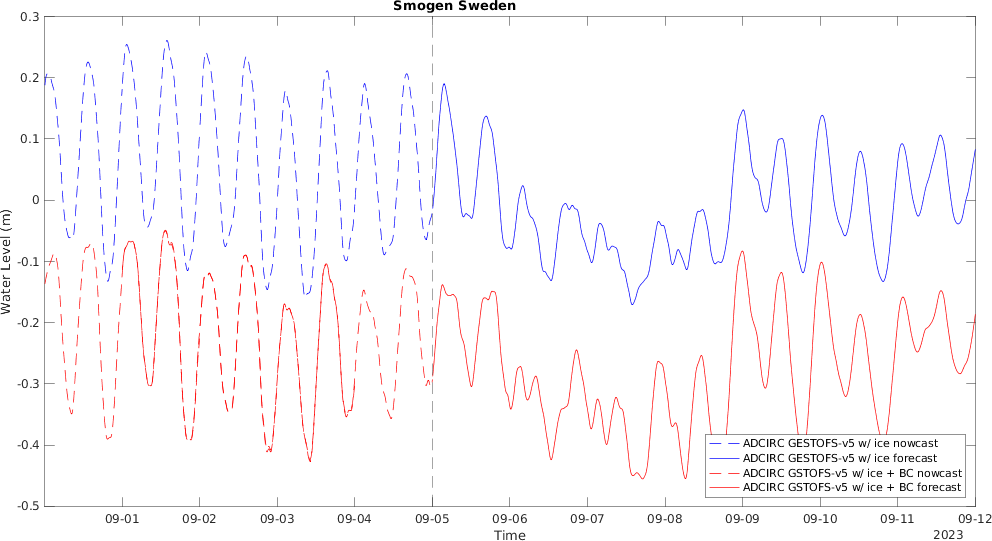 Smogen Sweden
0.3
0.2
0.1
0
-0.1
-0.2
-0.3
-0.4
-0.5
Water Level (m)
ADCIRC GESTOFS-v5 w/ ice nowcast
ADCIRC GESTOFS-v5 w/ ice forecast
ADCIRC GSTOFS-v5 w/ ice + BC nowcast
ADCIRC GSTOFS-v5 w/ ice + BC forecast
09-01 09-02 09-03 09-04 09-05 09-06 09-07 09-08 09-09 09-10 09-11 09-12
Time
2023